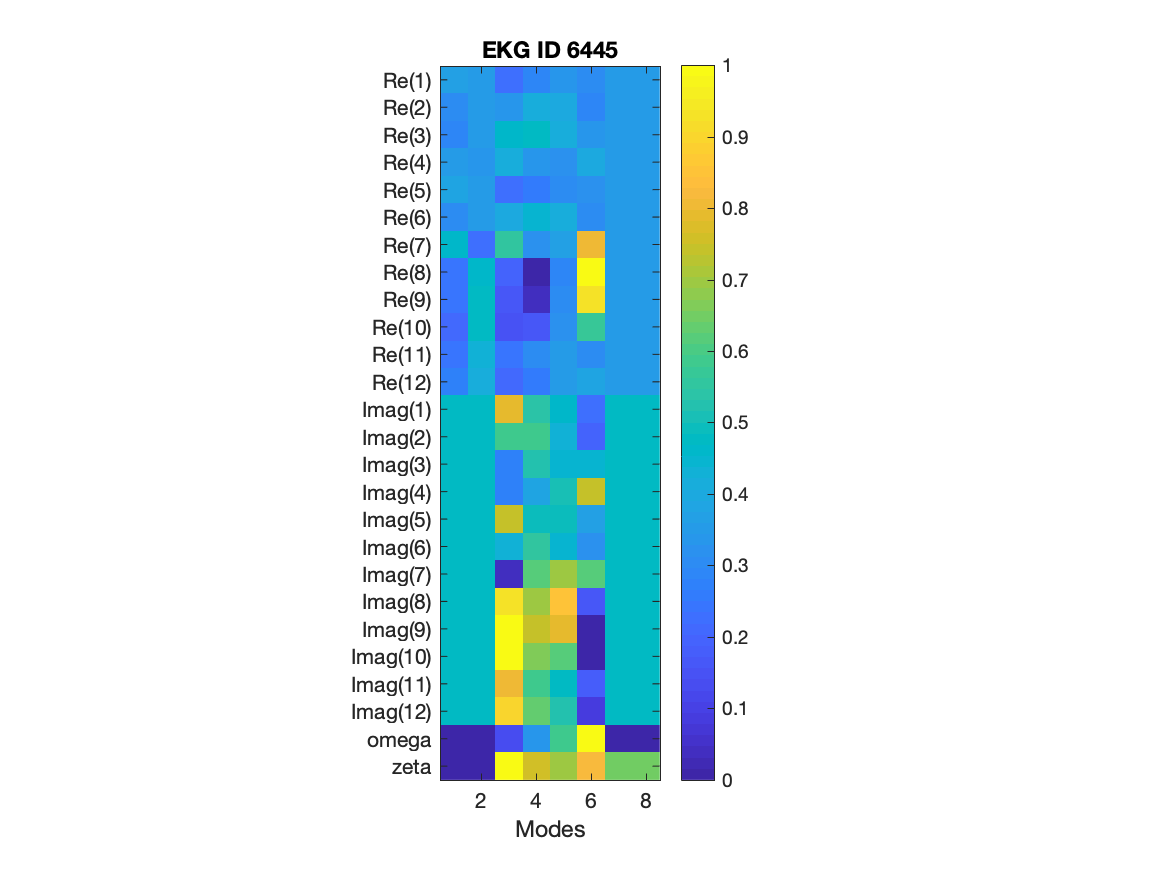 EKG ID 6445
Re(1)
Re(2)
Re(3)
Re(4)
Re(5)
Re(6)
Re(7)
Re(8)
Re(9)
Re(10)
Re(11)
Re(12)
Imag(1)
Imag(2)
Imag(3)
Imag(4)
Imag(5)
Imag(6)
Imag(7)
Imag(8)
Imag(9)
Imag(10)
Imag(11)
Imag(12)
omega
zeta
2 4 6 8
Modes
1
0.9
0.8
0.7
0.6
0.5
0.4
0.3
0.2
0.1
0